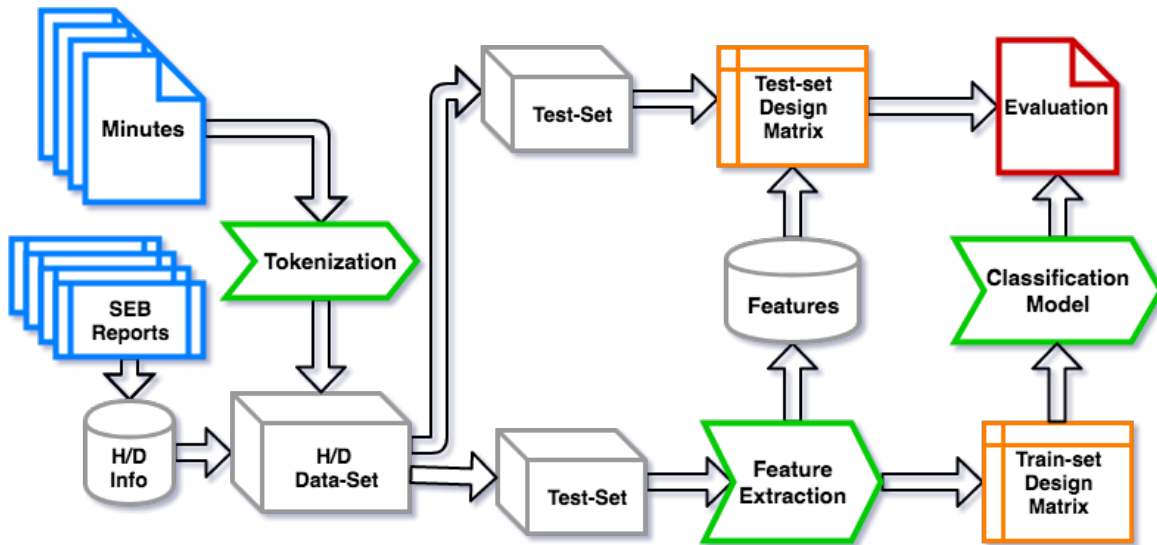 Minutes
Test-Set
Test-set
Design
Matrix
Evaluation
Tokenization
SEB
Reports
Features
Classification
Model
H/D
Info
H/D
Data-Set
Test-Set
Feature
Extraction
Train-set
Design
Matrix